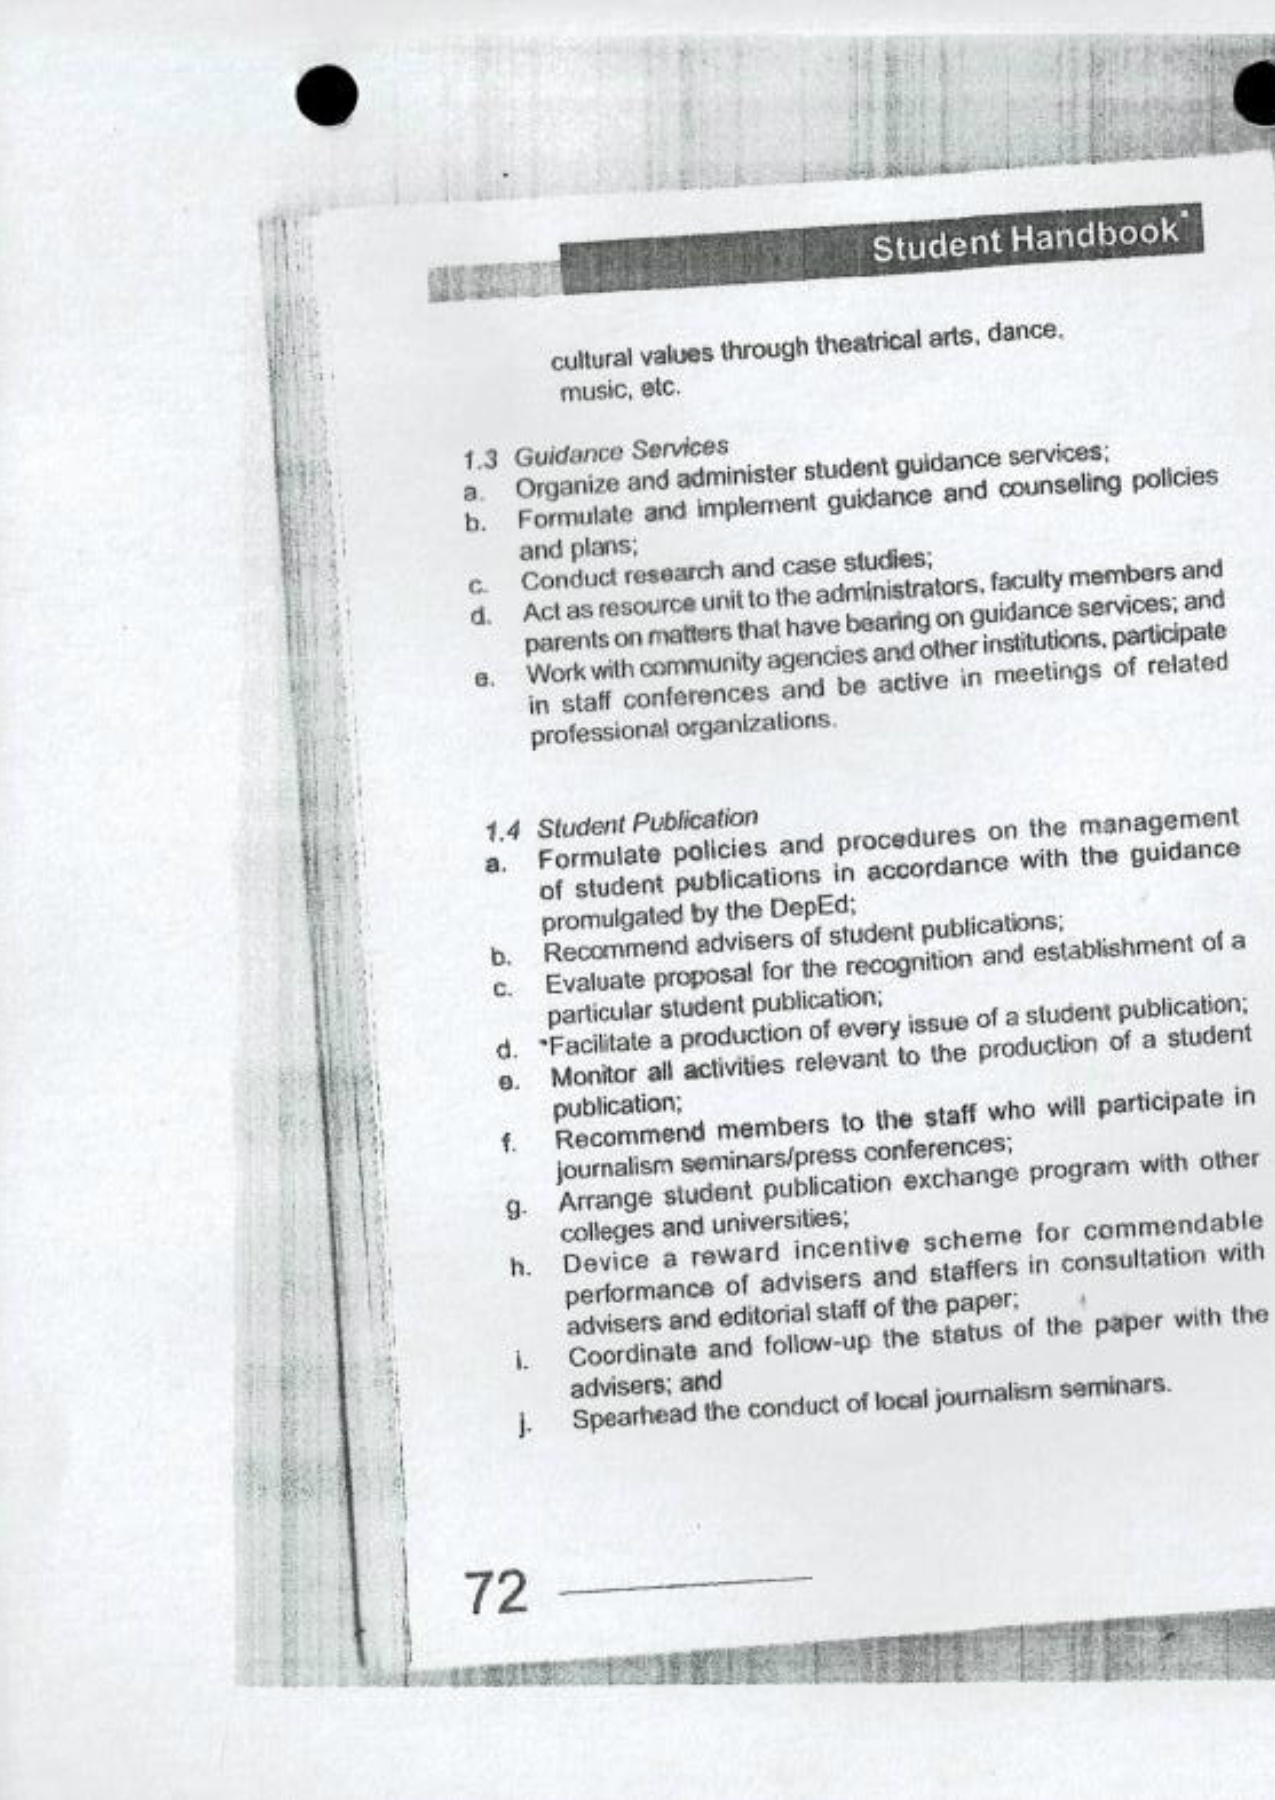 Student Handbook
cultural values through theatrical arts, dance,
music, etc.
1.3 Guidance Services
a. Organize and administer student guidance services;
b. Formulate and implement guidance and counseling policies
and plans;
c. Conduct research and case studies;
d. Act as resource unit to the administrators, faculty members and
parents on matters that have bearing on guidance services; and
e. Work with community agencies and other institutions, participate
in staff conferences and be active in meetings of related
professional organizations.
1.4 Student Publication
a. Formulate policies and procedures on the management
of student publications in accordance with the guidance
promulgated by the DepEd;
b. Recommend advisers of student publications;
c. Evaluate proposal for the recognition and establishment of a
particular student publication;
d. Facilitate a production of every issue of a student publication;
e. Monitor all activities relevant to the production of a student
publication;
f. Recommend members to the staff who will participate in
journalism seminars/press conferences;
g. Arrange student publication exchange program with other
colleges and universities;
h. Device a reward incentive scheme for commendable
performance of advisers and staffers in consultation with
advisers and editorial staff of the paper;
i. Coordinate and follow-up the status of the paper with the
advisers; and
j. Spearhead the conduct of local journalism seminars.
72